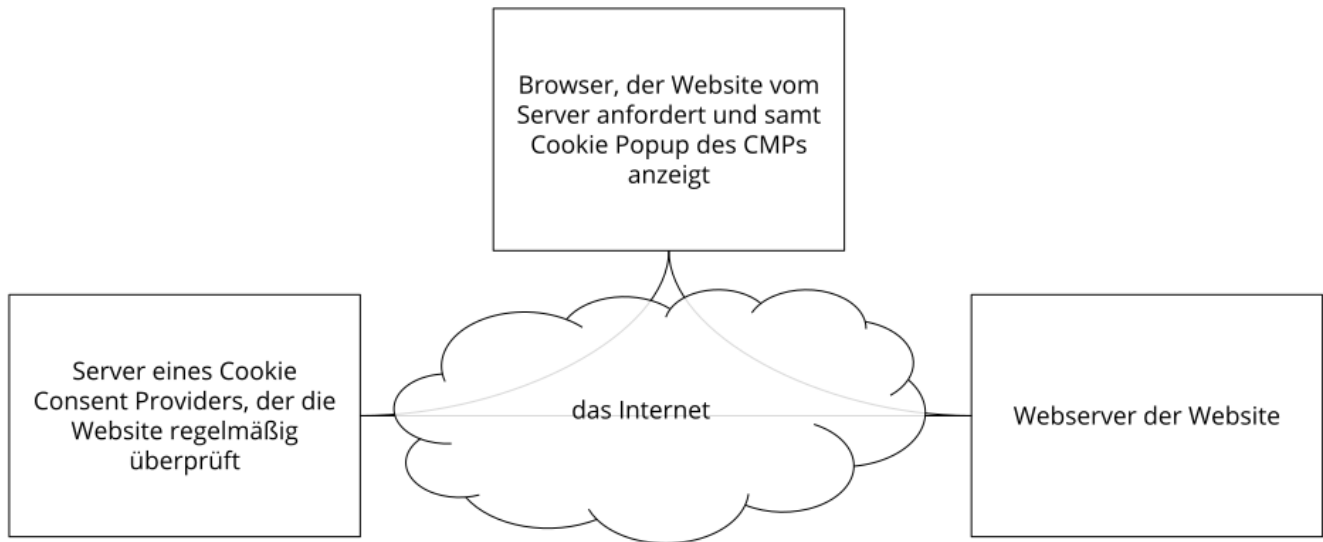 Browser, der Website vom
Server anfordert und samt
Cookie Popup des CMPs
anzeigt
Server eines Cookie
Consent Providers, der die
Website regelmäßig
überprüft
das Internet
Webserver der Website